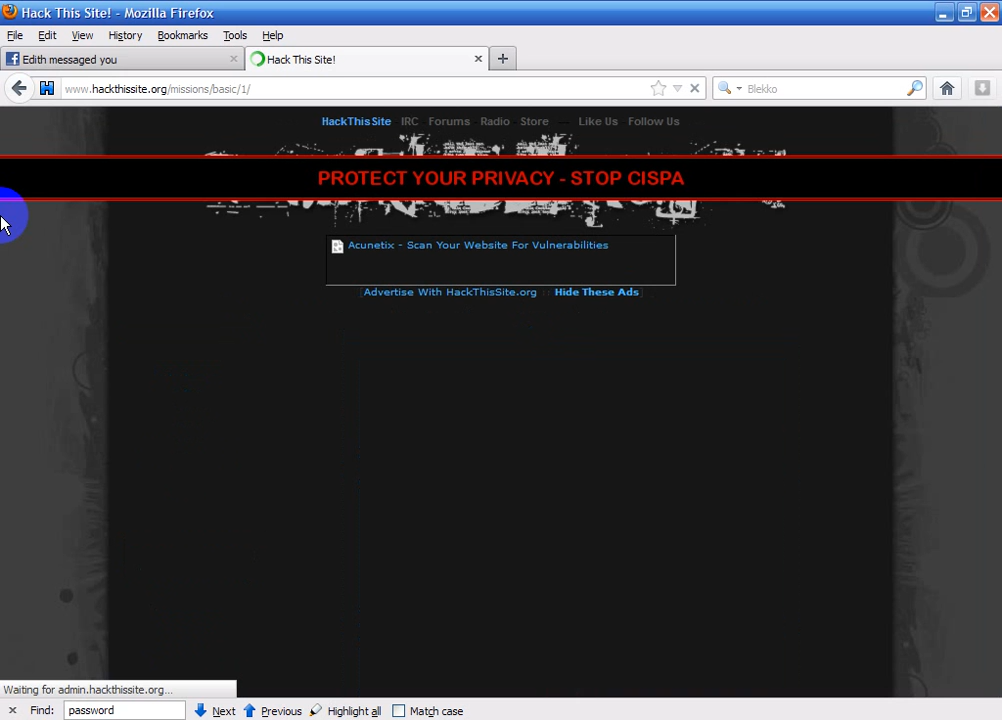 Hack This Site! - Mozilla Firefox
File Edit View History Bookmarks Tools Help
Edith messaged you
Hack This Site!
www.hackthissite.org/missions/basic/1/
Blekko
HackThisSite IRC Forums Radio Store Like Us Follow Us
PROTECT YOUR PRIVACY - STOP CISPA
Acunetix - Scan Your Website For Vulnerabilities
[Advertise With HackThisSite.org :: Hide These Ads]
Waiting for admin.hackthissite.org...
Find: password Next Previous Highlight all Match case